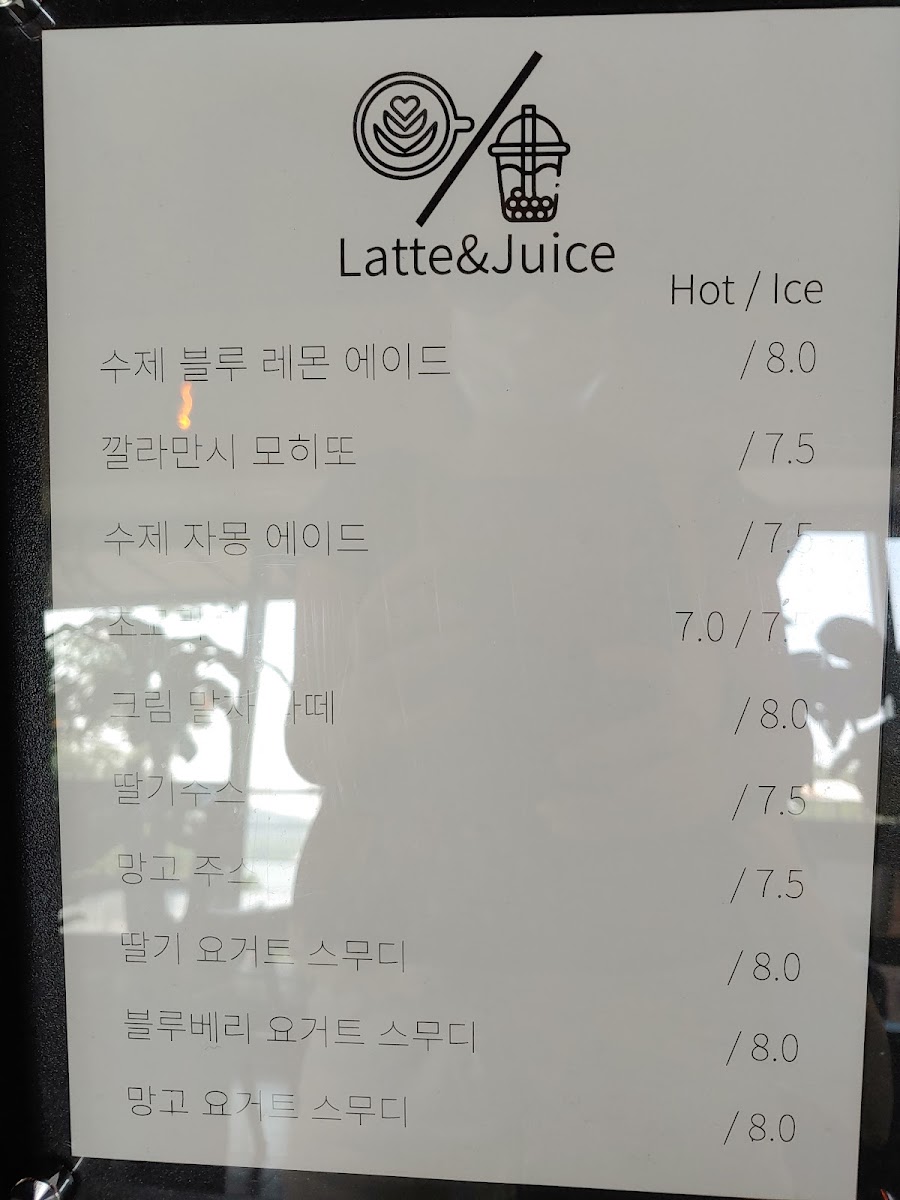 Latte&Juice
Hot / Ice
수제 블루 레몬 에이드 / 8.0
깔라만시 모히또 / 7.5
수제 자몽 에이드 / 7.5
7.0 /
크림 말차 라떼 / 8.0
딸기주스 / 7.5
망고 주스 / 7.5
딸기 요거트 스무디 / 8.0
블루베리 요거트 스무디 / 8.0
망고 요거트 스무디 / 8.0